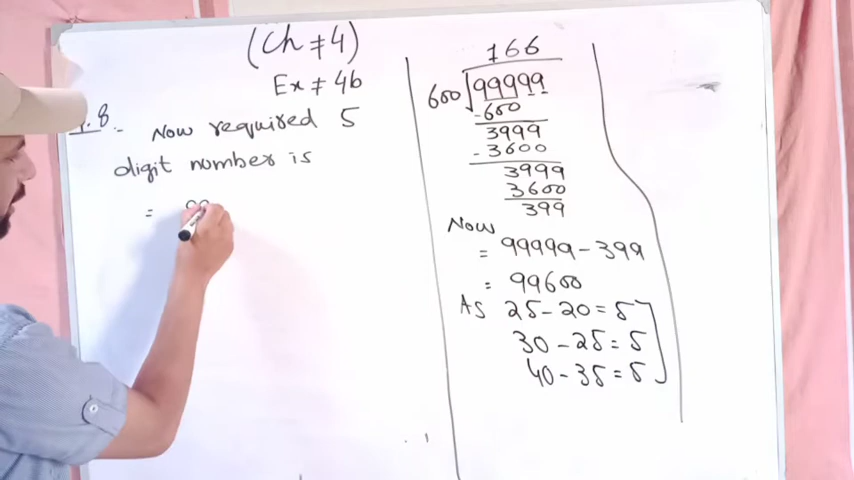 (Ch ≠ 4)
Ex ≠ 4b
.8 :- Now required 5
digit number is
= 99
166
600 99999
-600
3999
- 3600
3999
3600
399
Now
= 99999 - 399
= 99600
As 25 - 20 = 5
30 - 25 = 5
40 - 35 = 5